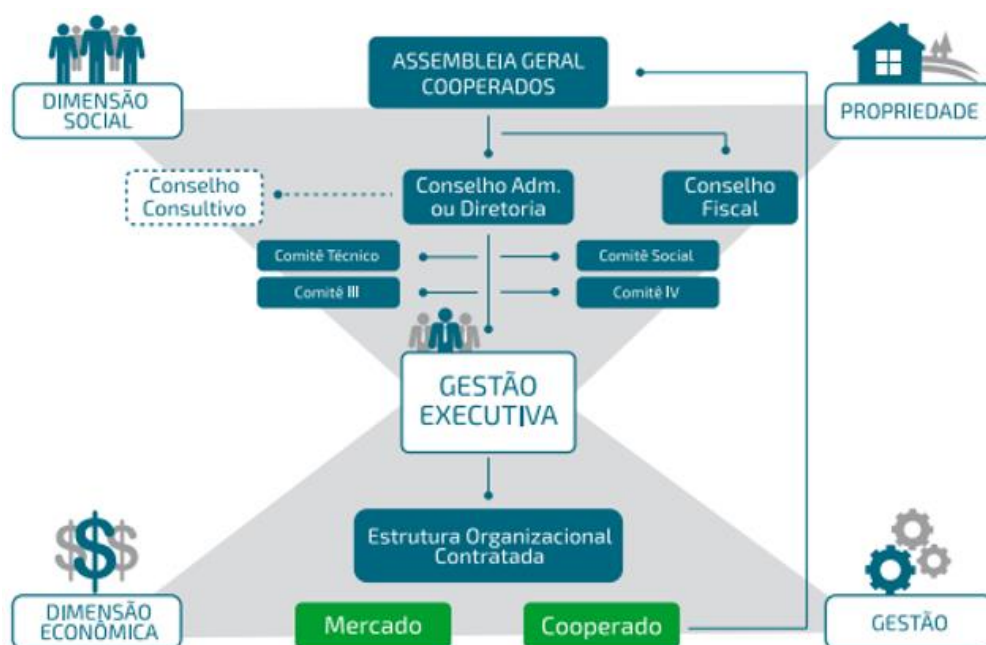 ASSEMBLEIA GERAL
COOPERADOS
DIMENSÃO
SOCIAL
PROPRIEDADE
Conselho
Consultivo
Conselho Adm.
ou Diretoria
Conselho
Fiscal
Comitê Técnico
Comitê Social
Comitê III
Comitê IV
GESTÃO
EXECUTIVA
Estrutura Organizacional
Contratada
DIMENSÃO
ECONÔMICA
Mercado
Cooperado
GESTÃO